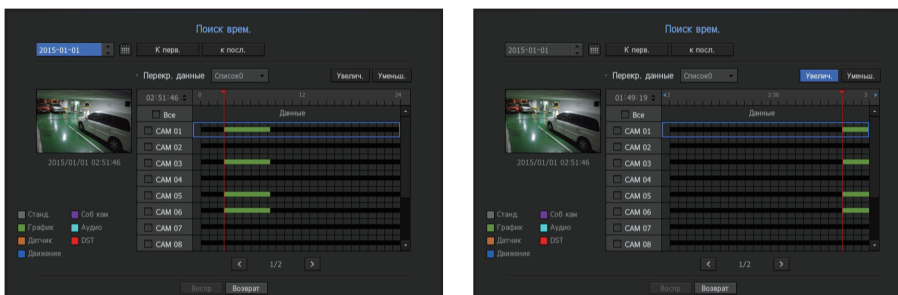 Поиск врем.
2015-01-01
К перв.
к посл.
Перекр. данные
Список0
Увелич.
Уменьш.
02:51:46
0
12
24
Все
Данные
CAM 01
CAM 02
CAM 03
CAM 04
CAM 05
CAM 06
CAM 07
CAM 08
2015/01/01 02:51:46
Станд.
Соб кам
График
Аудио
Датчик
DST
Движение
1/2
Воспр
Возврат
Поиск врем.
2015-01-01
К перв.
к посл.
Перекр. данные
Список0
Увелич.
Уменьш.
01:49:19
2
2:30
3
Все
Данные
CAM 01
CAM 02
CAM 03
CAM 04
CAM 05
CAM 06
CAM 07
CAM 08
2015/01/01 02:51:46
Станд.
Соб кам
График
Аудио
Датчик
DST
Движение
1/2
Воспр
Возврат